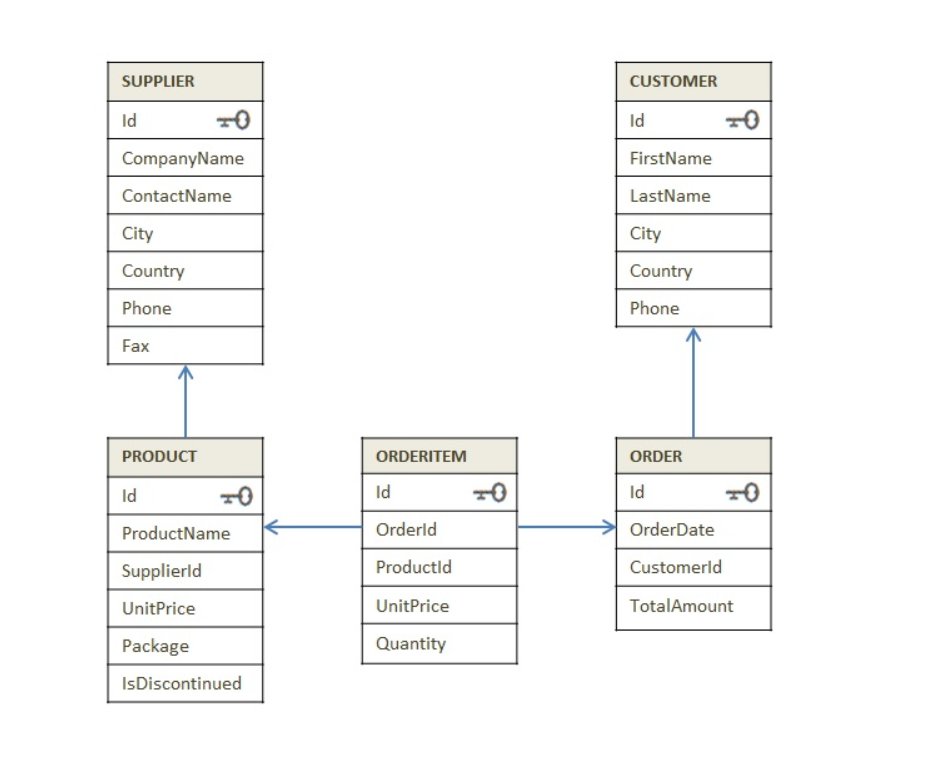 SUPPLIER
Id
CompanyName
ContactName
City
Country
Phone
Fax
CUSTOMER
Id
FirstName
LastName
City
Country
Phone
PRODUCT
Id
ProductName
SupplierId
UnitPrice
Package
IsDiscontinued
ORDERITEM
Id
OrderId
ProductId
UnitPrice
Quantity
ORDER
Id
OrderDate
CustomerId
TotalAmount